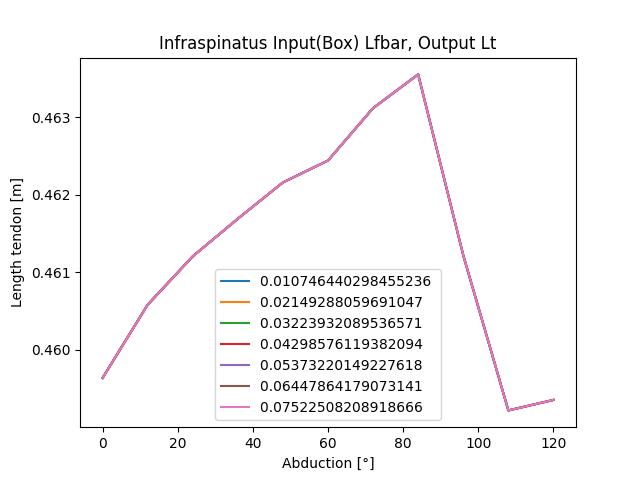 Infraspinatus Input(Box) Lfbar, Output Lt
Length tendon [m]
0.463
0.462
0.461
0.460
0.010746440298455236
0.02149288059691047
0.03223932089536571
0.04298576119382094
0.05373220149227618
0.06447864179073141
0.07522508208918666
0 20 40 60 80 100 120
Abduction [°]